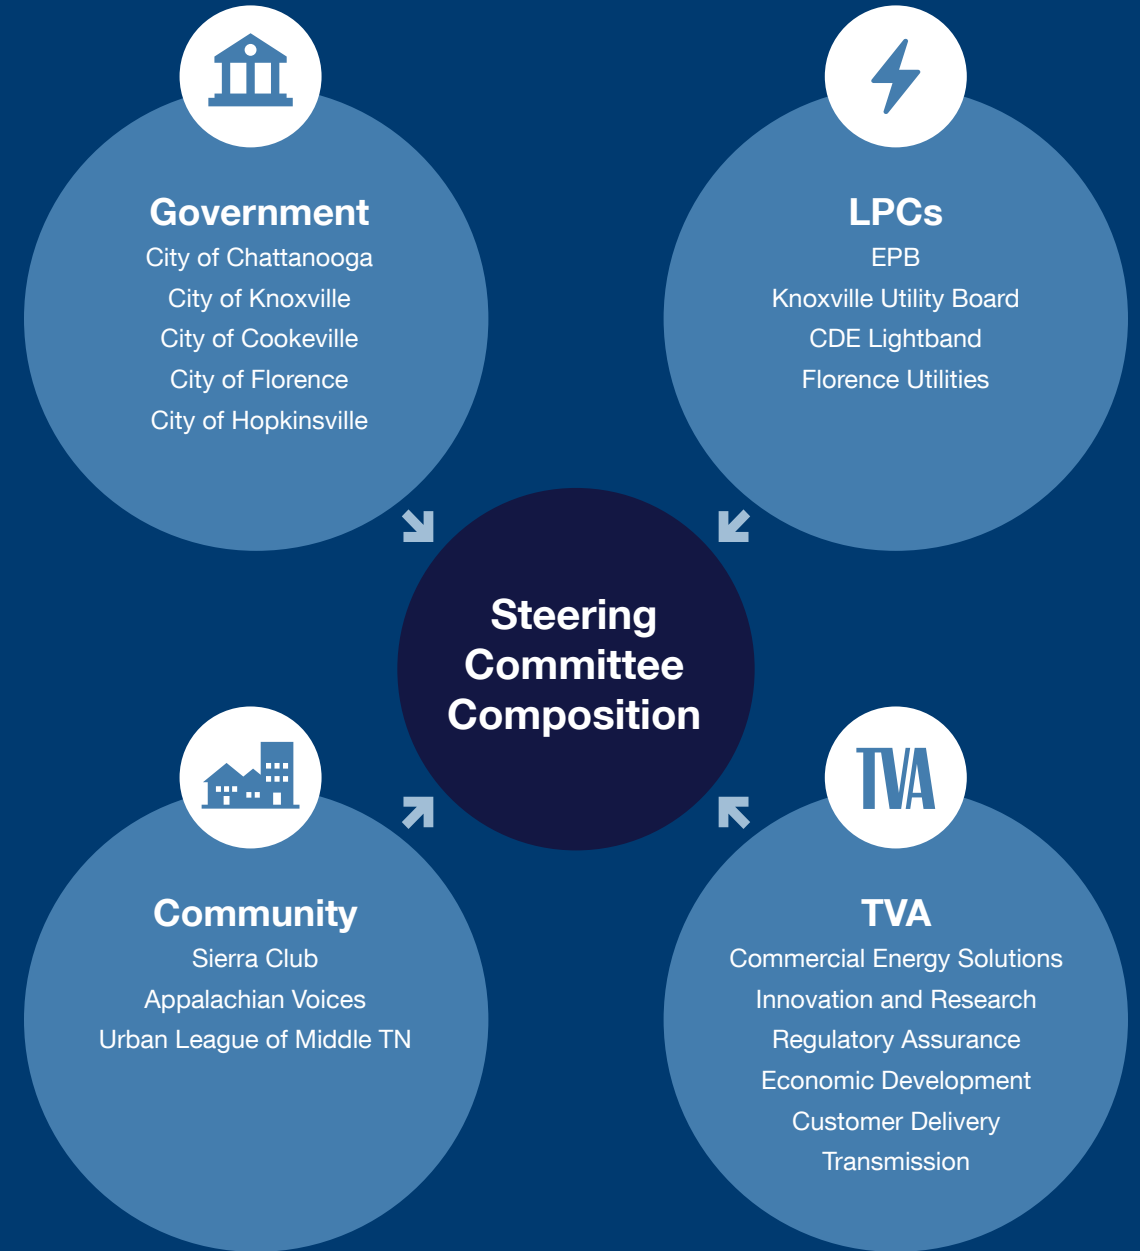 Government
City of Chattanooga
City of Knoxville
City of Cookeville
City of Florence
City of Hopkinsville
LPCs
EPB
Knoxville Utility Board
CDE Lightband
Florence Utilities
Steering
Committee
Composition
Community
Sierra Club
Appalachian Voices
Urban League of Middle TN
TVA
TVA
Commercial Energy Solutions
Innovation and Research
Regulatory Assurance
Economic Development
Customer Delivery
Transmission